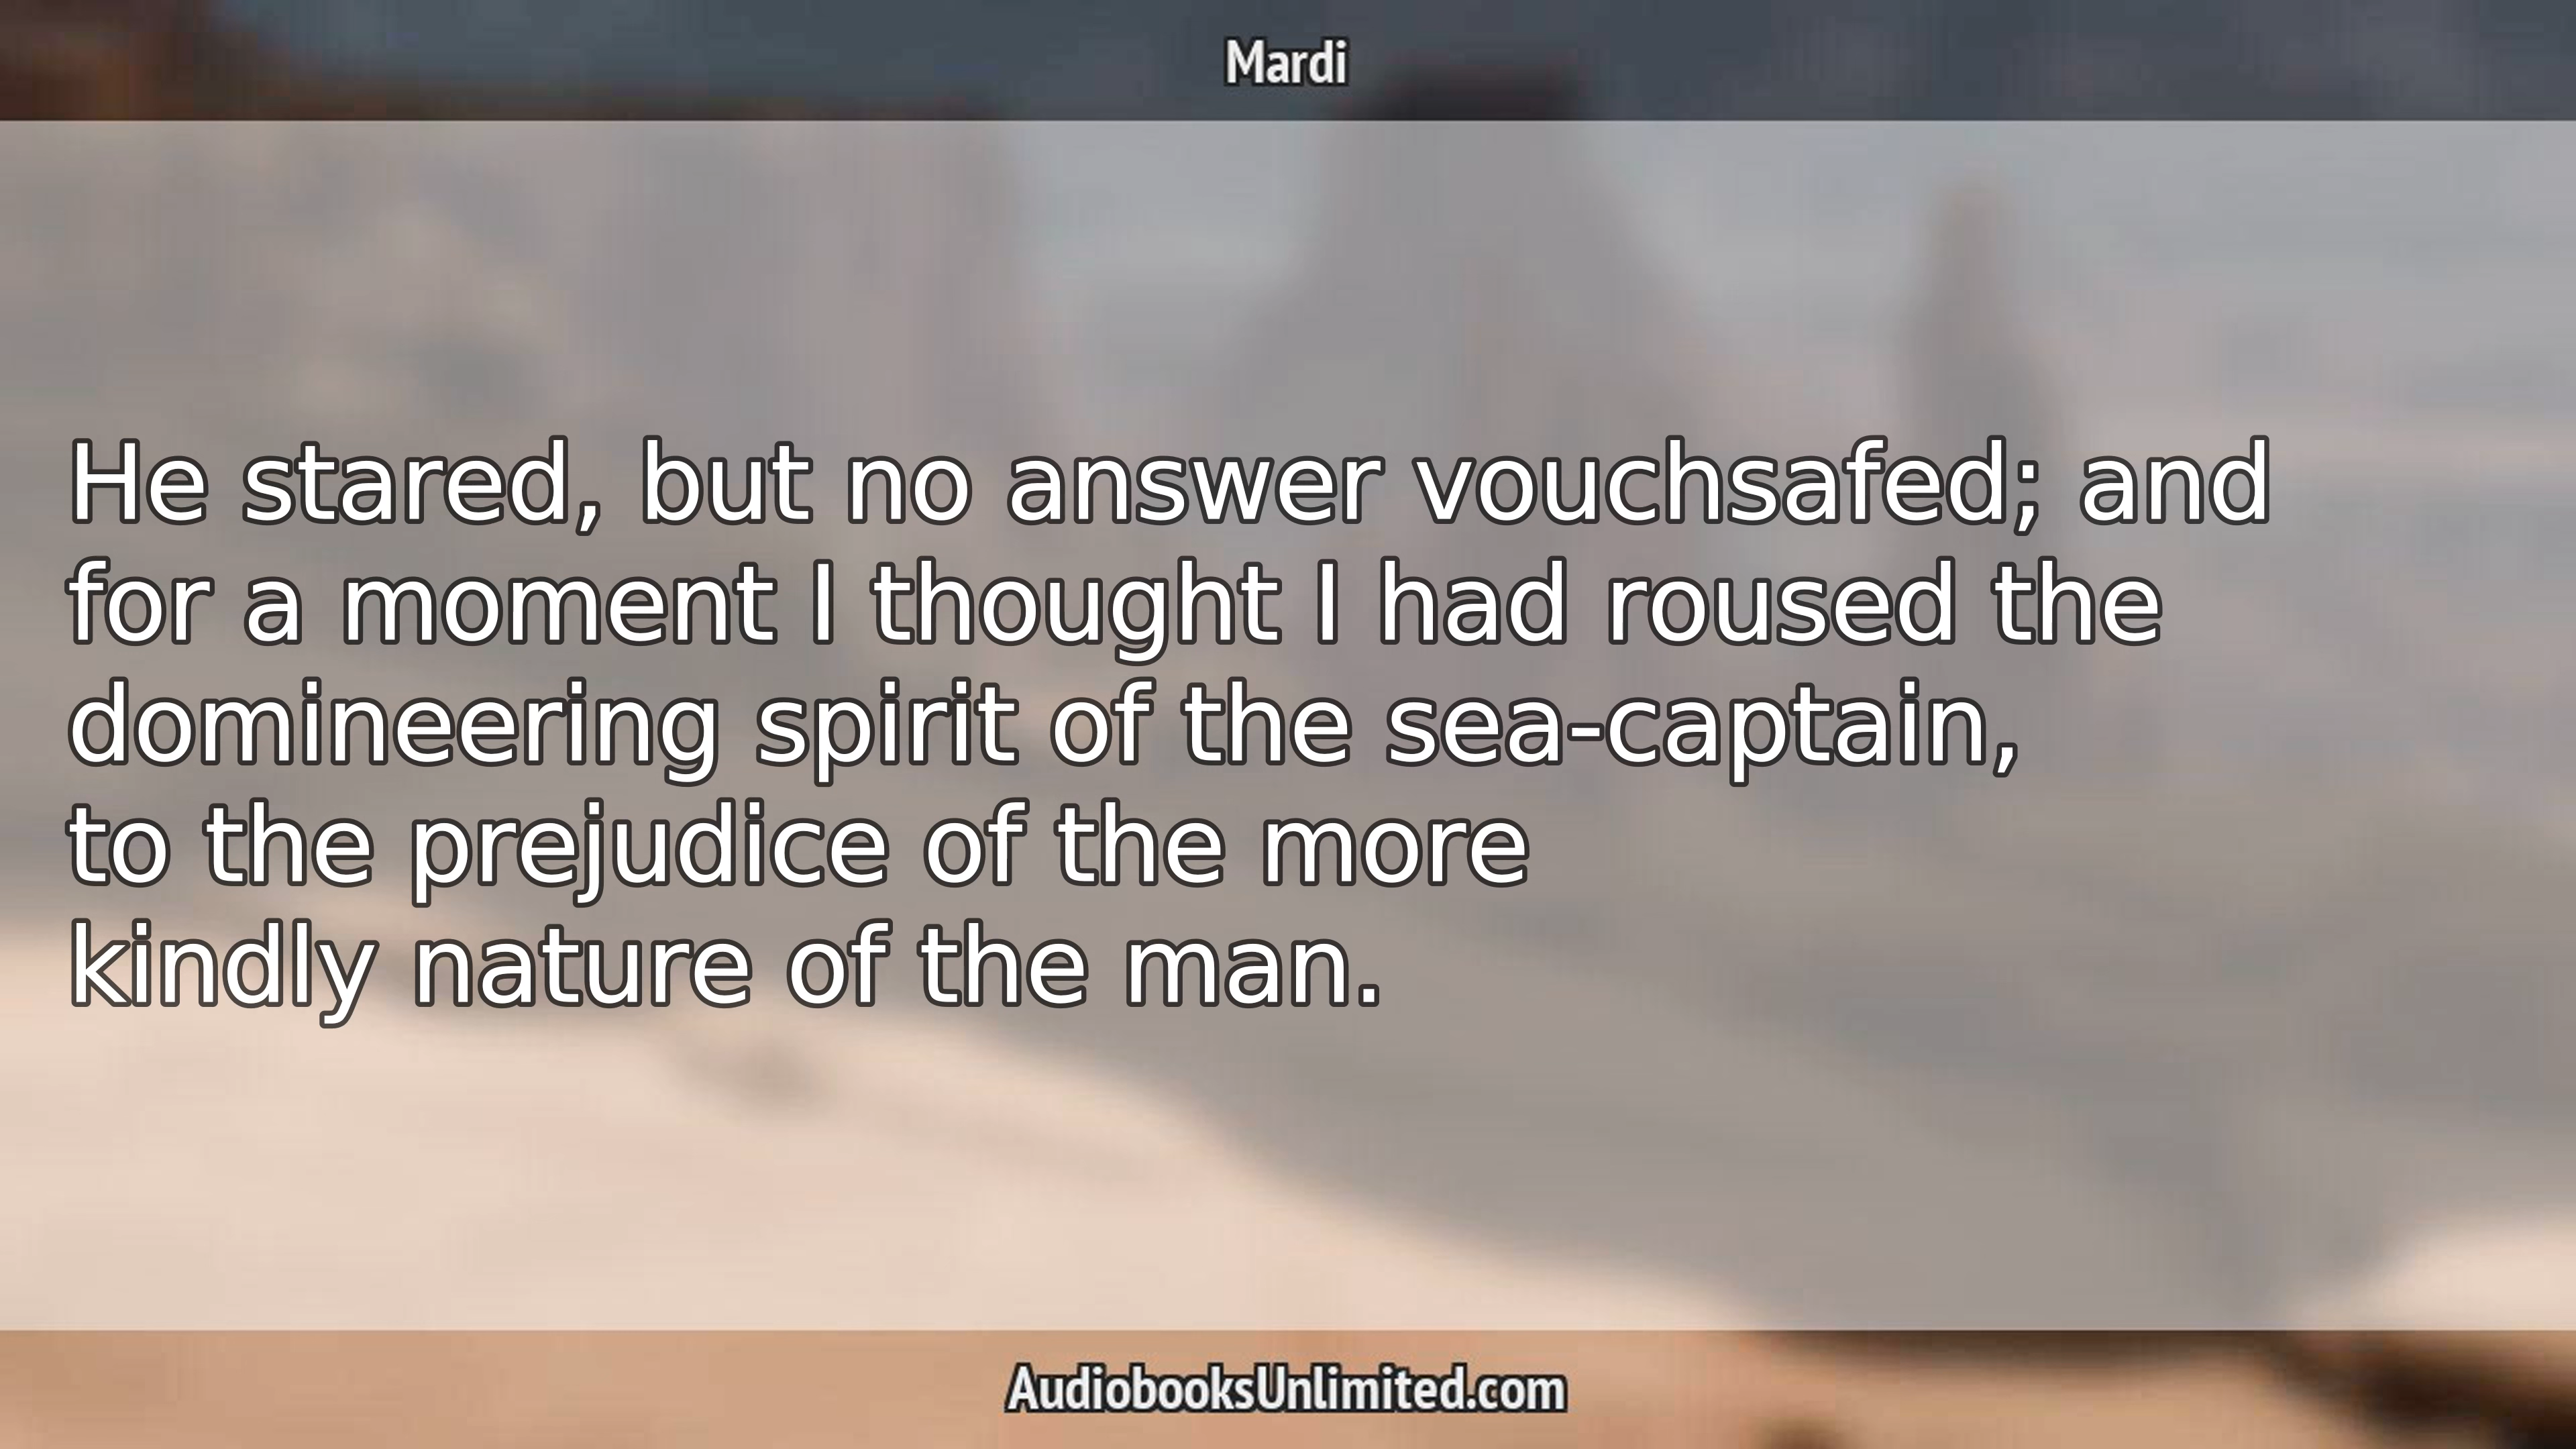 Mardi
He stared, but no answer vouchsafed; and
for a moment I thought I had roused the
domineering spirit of the sea-captain,
to the prejudice of the more
kindly nature of the man.
AudiobooksUnlimited.com